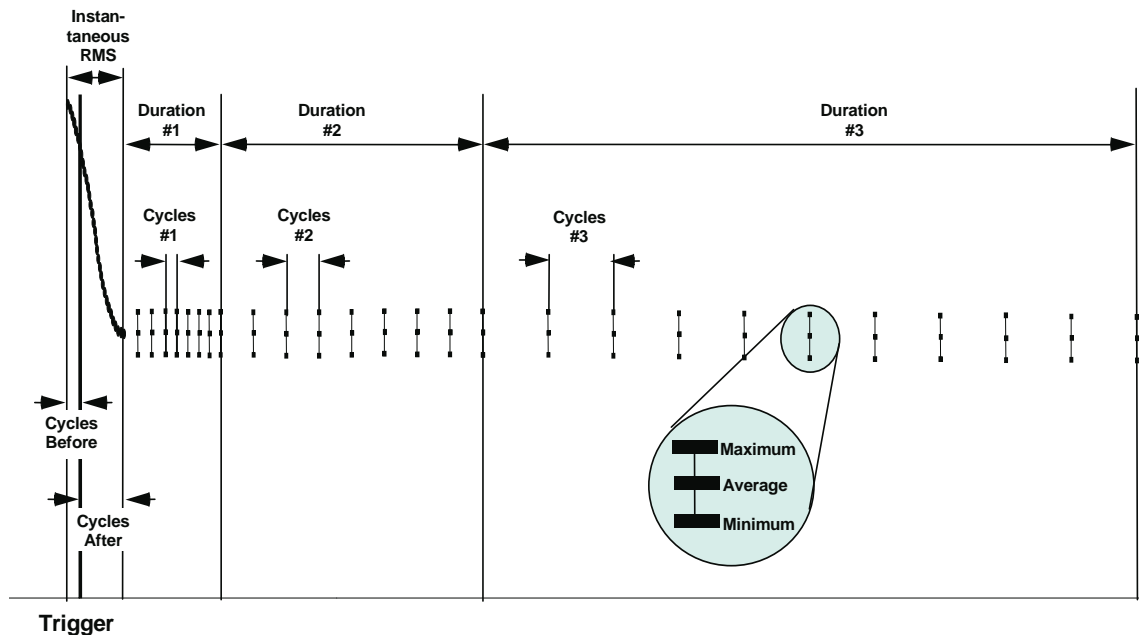 Instan-
taneous
RMS
Duration
#1
Duration
#2
Duration
#3
Cycles
#1
Cycles
#2
Cycles
#3
Cycles
Before
Cycles
After
Maximum
Average
Minimum
Trigger